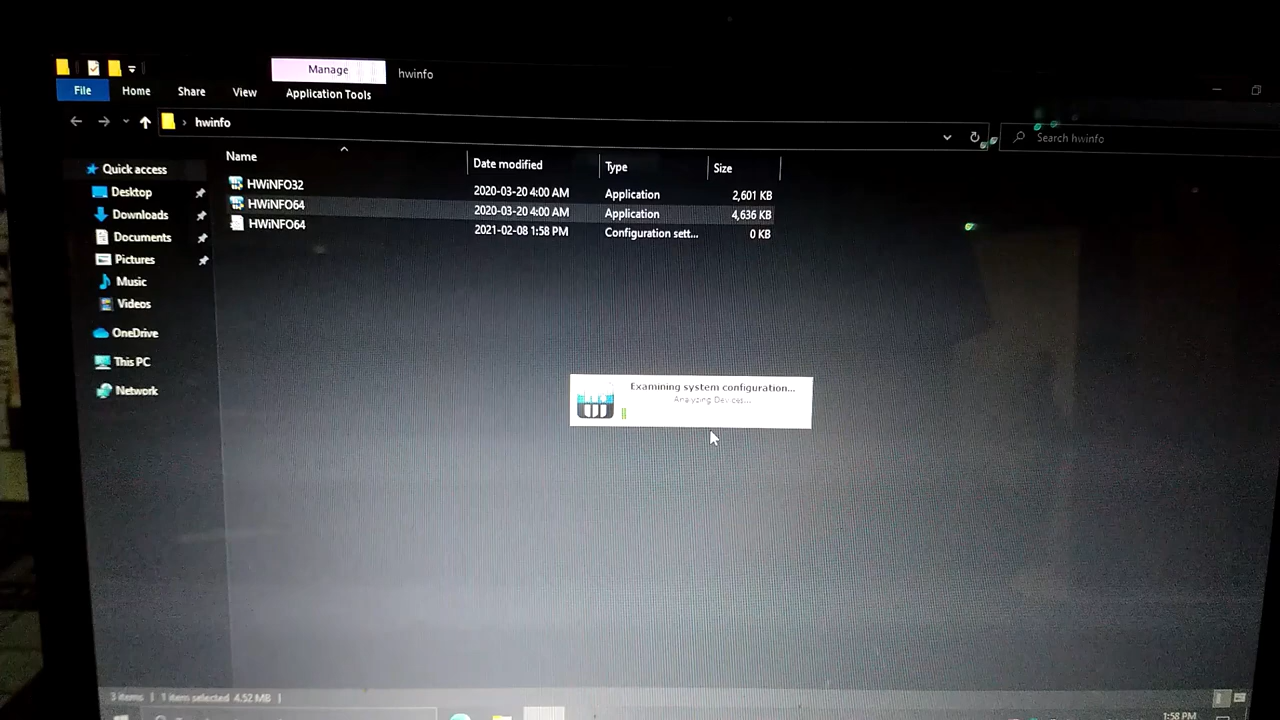 Manage
hwinfo
File
Home
Share
View
Application Tools
hwinfo
Search hwinfo
Name
Date modified
Type
Size
HWiNFO32
2020-03-20 4:00 AM
Application
2,601 KB
HWiNFO64
2020-03-20 4:00 AM
Application
4,636 KB
HWiNFO64
2021-02-08 1:58 PM
Configuration sett...
0 KB
Quick access
Desktop
Downloads
Documents
Pictures
Music
Videos
OneDrive
This PC
Network
Examining system configuration...
Analyzing Devices...
3 items
1 item selected 4.52 MB
1:58 PM